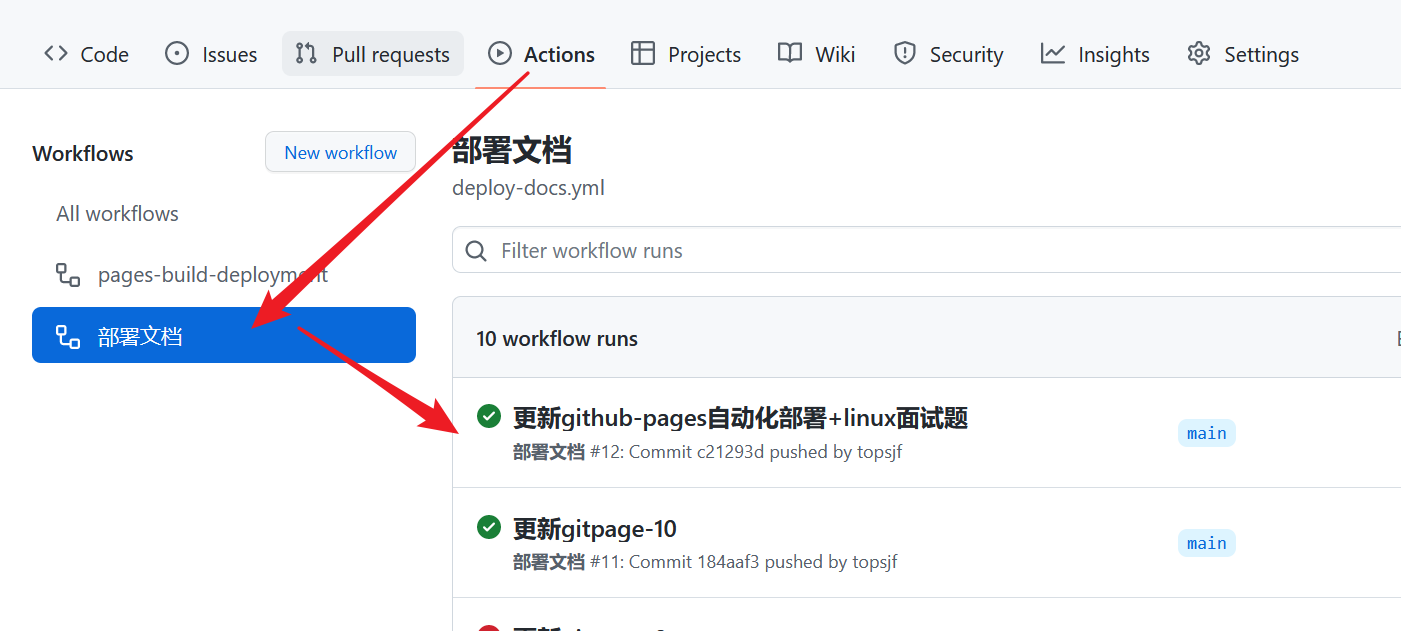 Code Issues Pull requests Actions Projects Wiki Security Insights Settings
Workflows
New workflow
All workflows
pages-build-deployment
部署文档
部署文档
deploy-docs.yml
Filter workflow runs
10 workflow runs
更新github-pages自动化部署+linux面试题
部署文档 #12: Commit c21293d pushed by topsjf
main
更新gitpage-10
部署文档 #11: Commit 184aaf3 pushed by topsjf
main